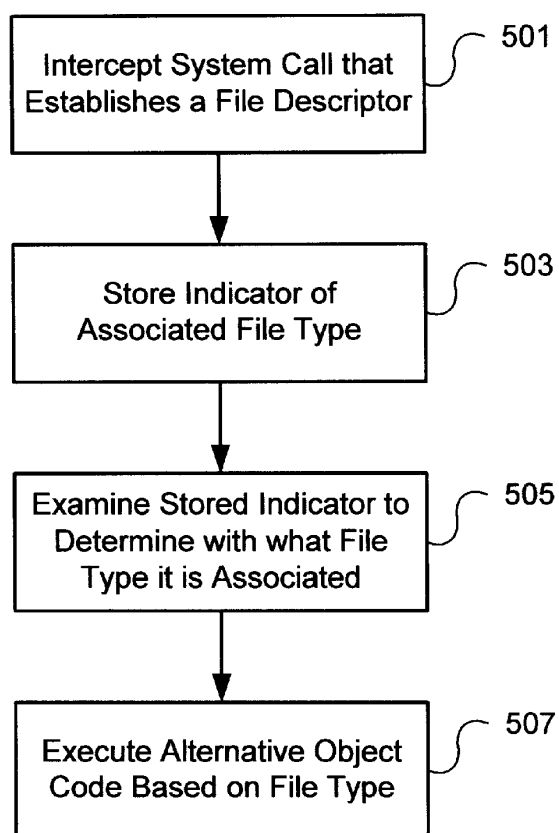 Intercept System Call that
Establishes a File Descriptor
501
Store Indicator of
Associated File Type
503
Examine Stored Indicator to
Determine with what File
Type it is Associated
505
Execute Alternative Object
Code Based on File Type
507